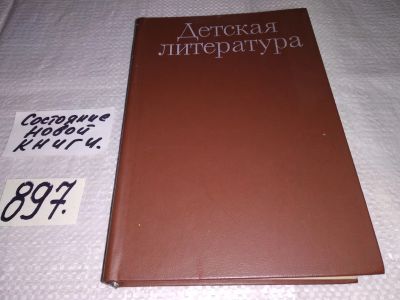 Детская
литература
Состояние
новой
книги.
897.